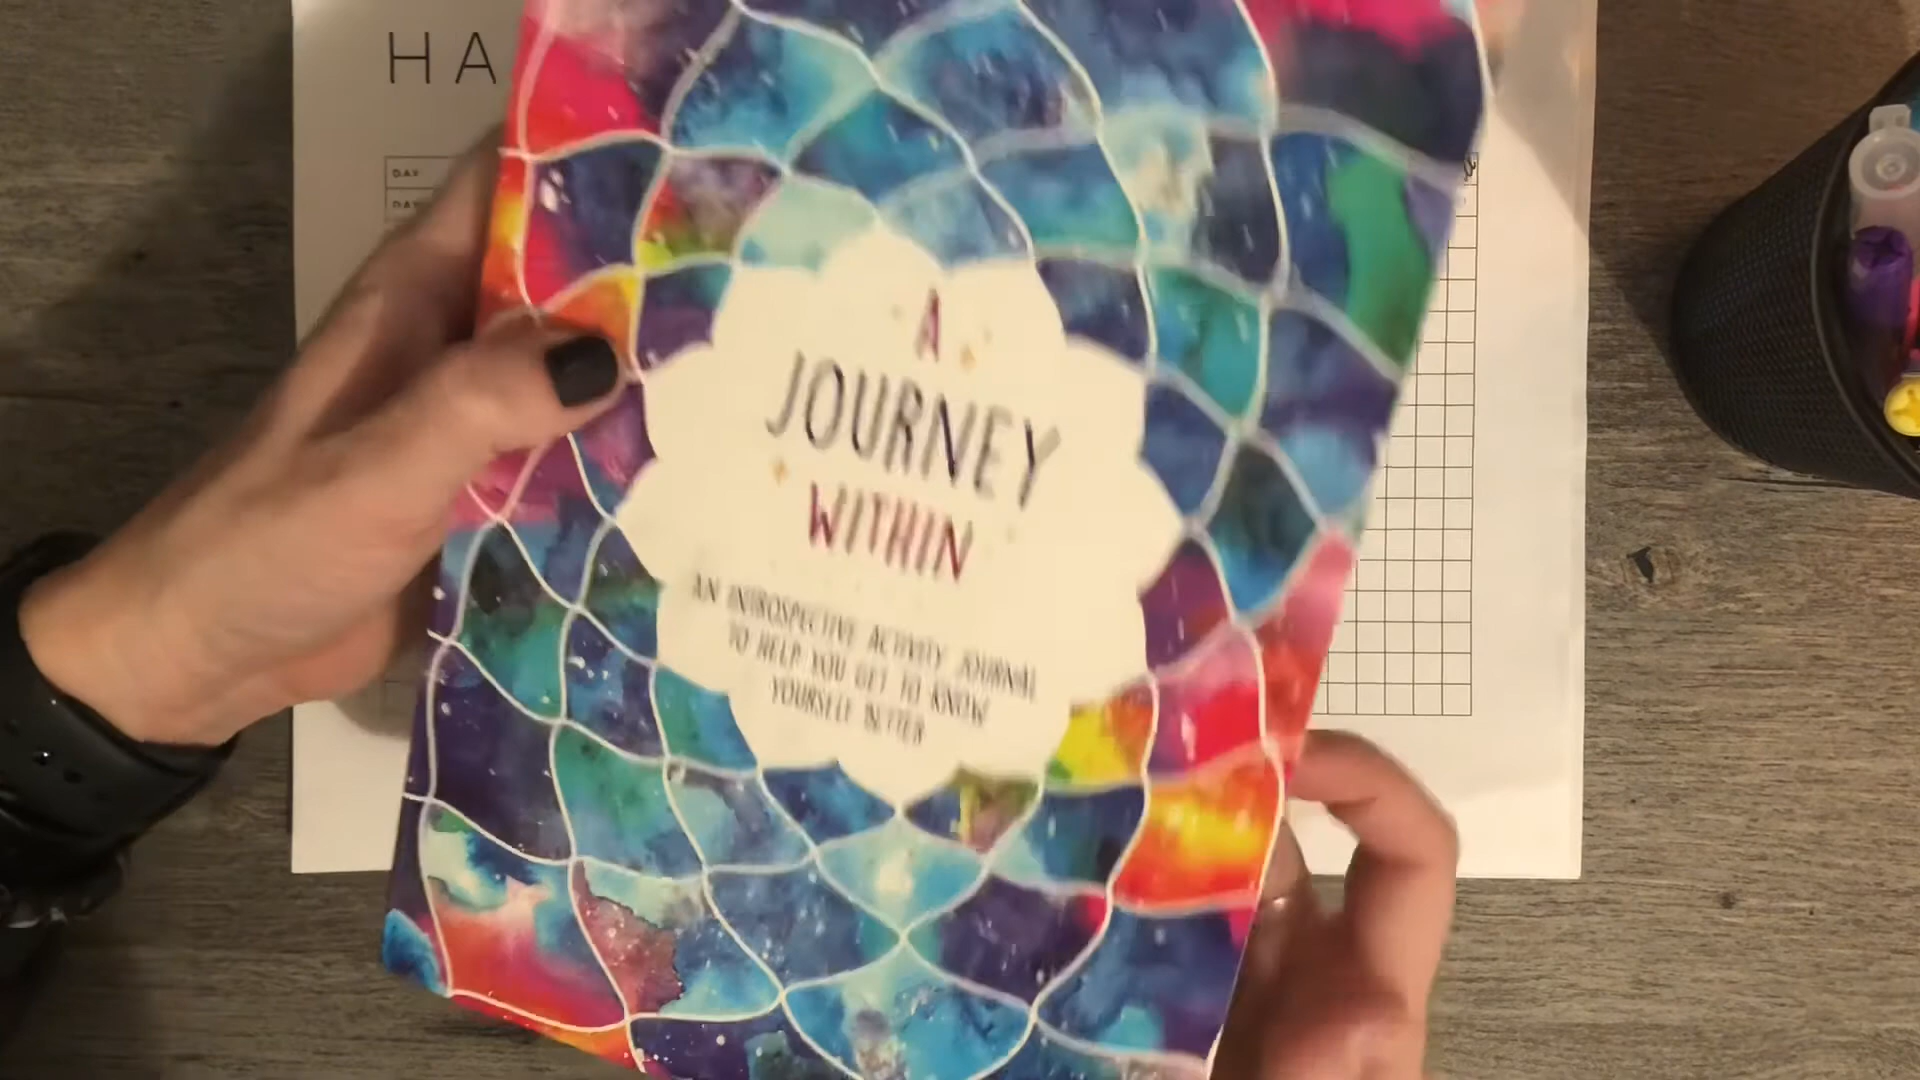 HA
DAY
DAY
A
JOURNEY
WITHIN
AN INTROSPECTIVE ACTIVITY JOURNAL
TO HELP YOU GET TO KNOW
YOURSELF BETTER